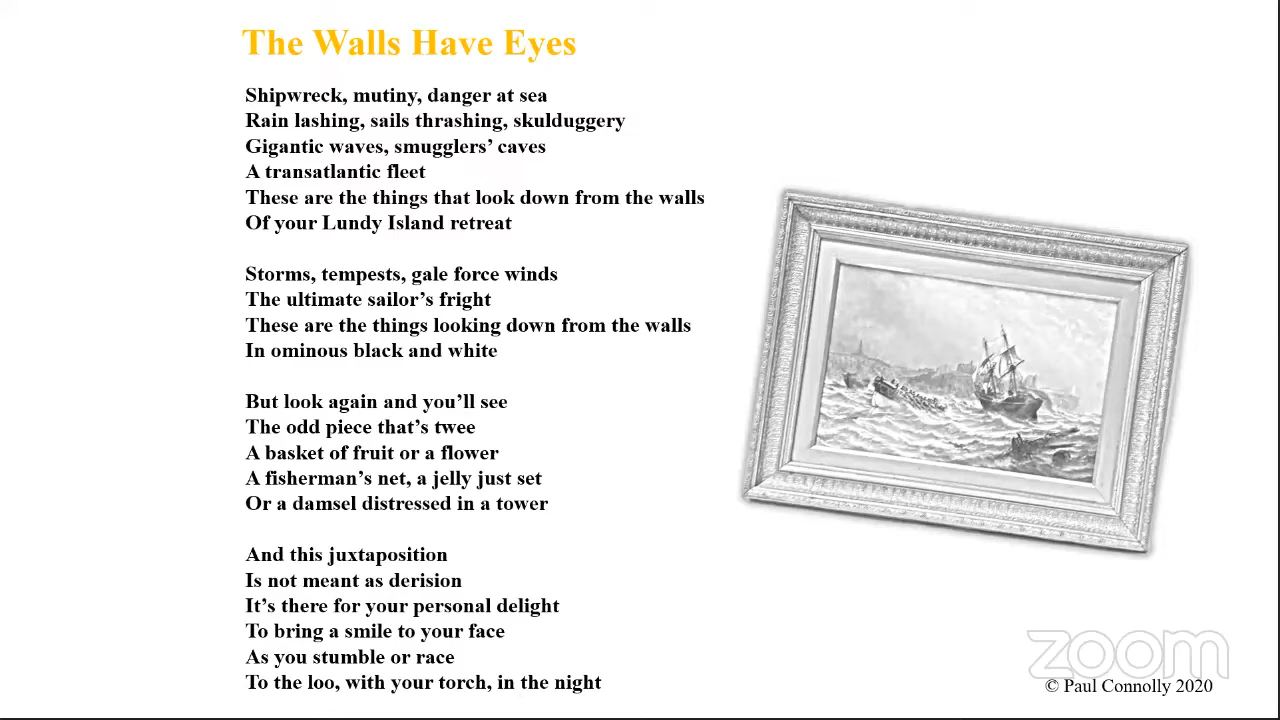 The Walls Have Eyes
Shipwreck, mutiny, danger at sea
Rain lashing, sails thrashing, skulduggery
Gigantic waves, smugglers’ caves
A transatlantic fleet
These are the things that look down from the walls
Of your Lundy Island retreat
Storms, tempests, gale force winds
The ultimate sailor’s fright
These are the things looking down from the walls
In ominous black and white
But look again and you’ll see
The odd piece that’s twee
A basket of fruit or a flower
A fisherman’s net, a jelly just set
Or a damsel distressed in a tower
And this juxtaposition
Is not meant as derision
It’s there for your personal delight
To bring a smile to your face
As you stumble or race
To the loo, with your torch, in the night
zoom
© Paul Connolly 2020